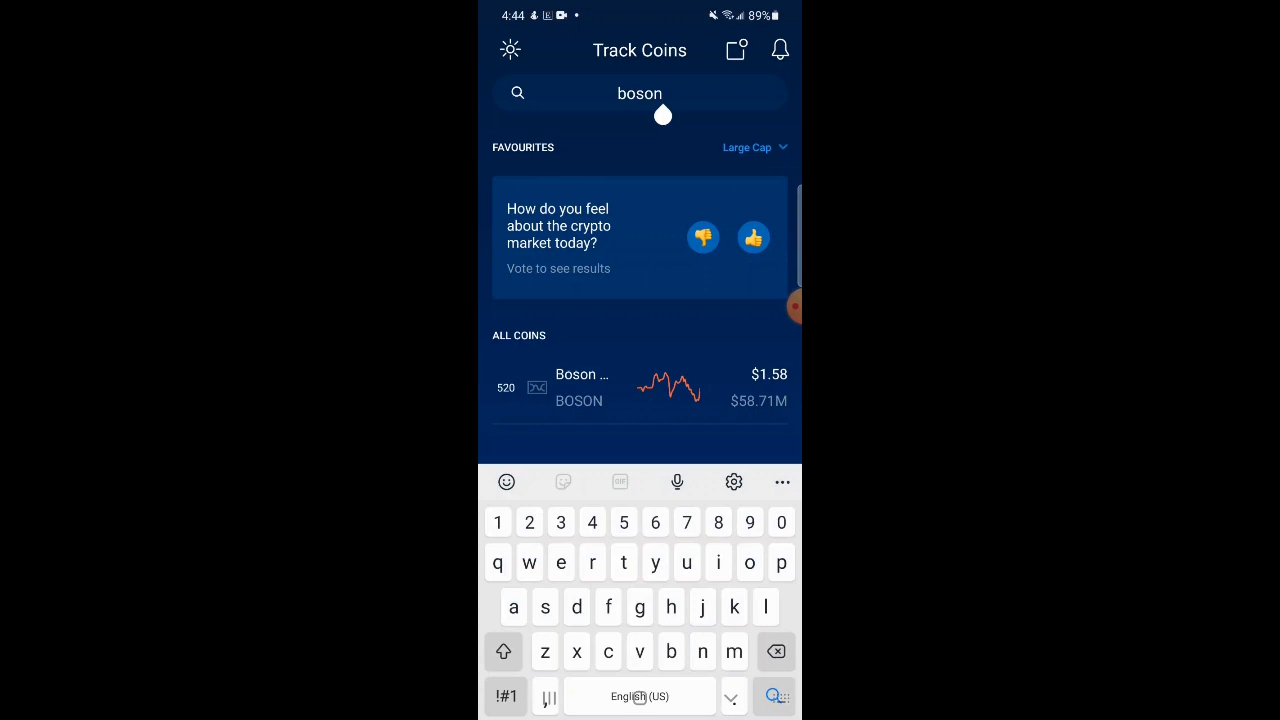 4:44 89%
Track Coins
boson
FAVOURITES Large Cap
How do you feel
about the crypto
market today?
Vote to see results
ALL COINS
520 Boson ... $1.58
BOSON $58.71M
GIF
1 2 3 4 5 6 7 8 9 0
q w e r t y u i o p
a s d f g h j k l
z x c v b n m
!#1 , English (US) .